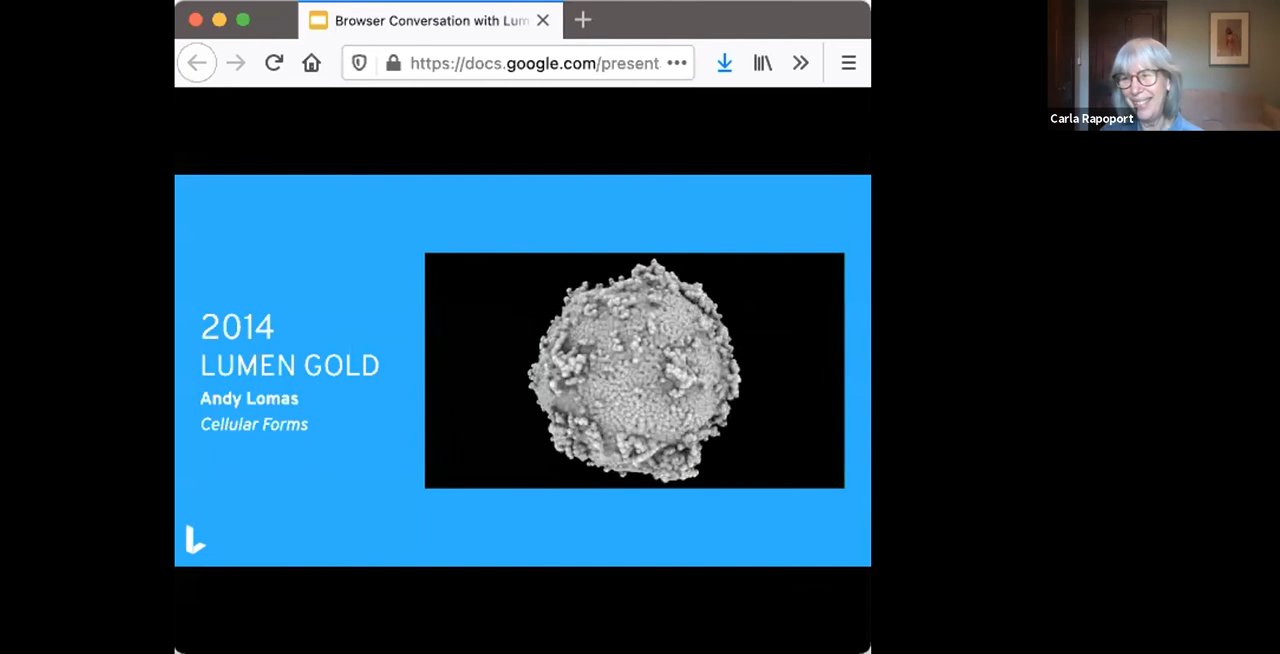 Browser Conversation with Lum
https://docs.google.com/present
Carla Rapoport
2014
LUMEN GOLD
Andy Lomas
Cellular Forms